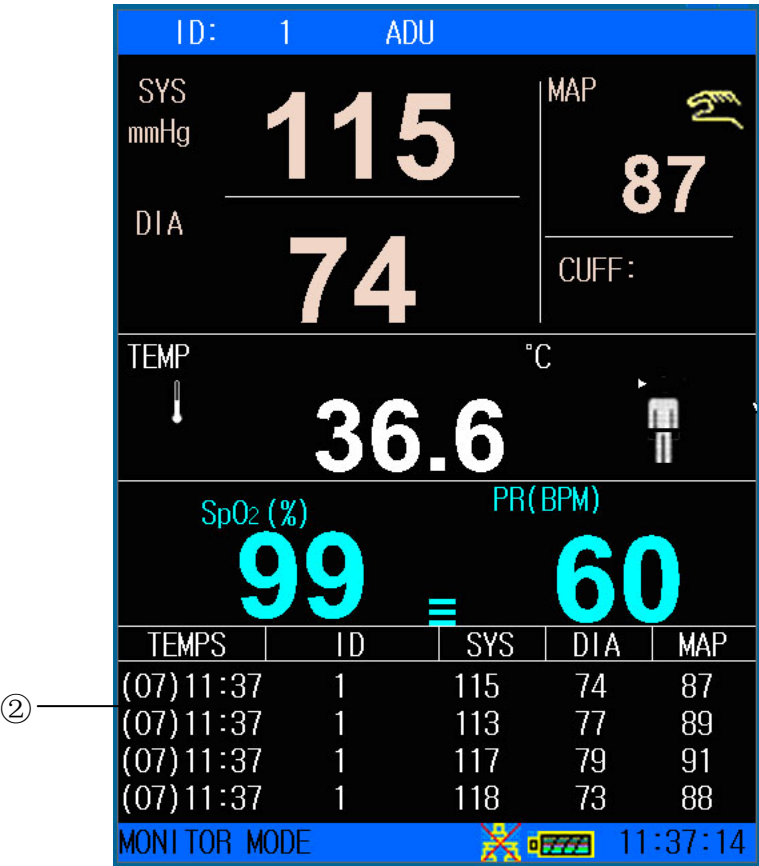 ID: 1 ADU
SYS
mmHg
115
MAP
87
DIA
74
CUFF:
TEMP
°C
36.6
SpO2 (%)
PR(BPM)
99
60
TEMPS ID SYS DIA MAP
(07)11:37 1 115 74 87
②
(07)11:37 1 113 77 89
(07)11:37 1 117 79 91
(07)11:37 1 118 73 88
MONITOR MODE 11:37:14